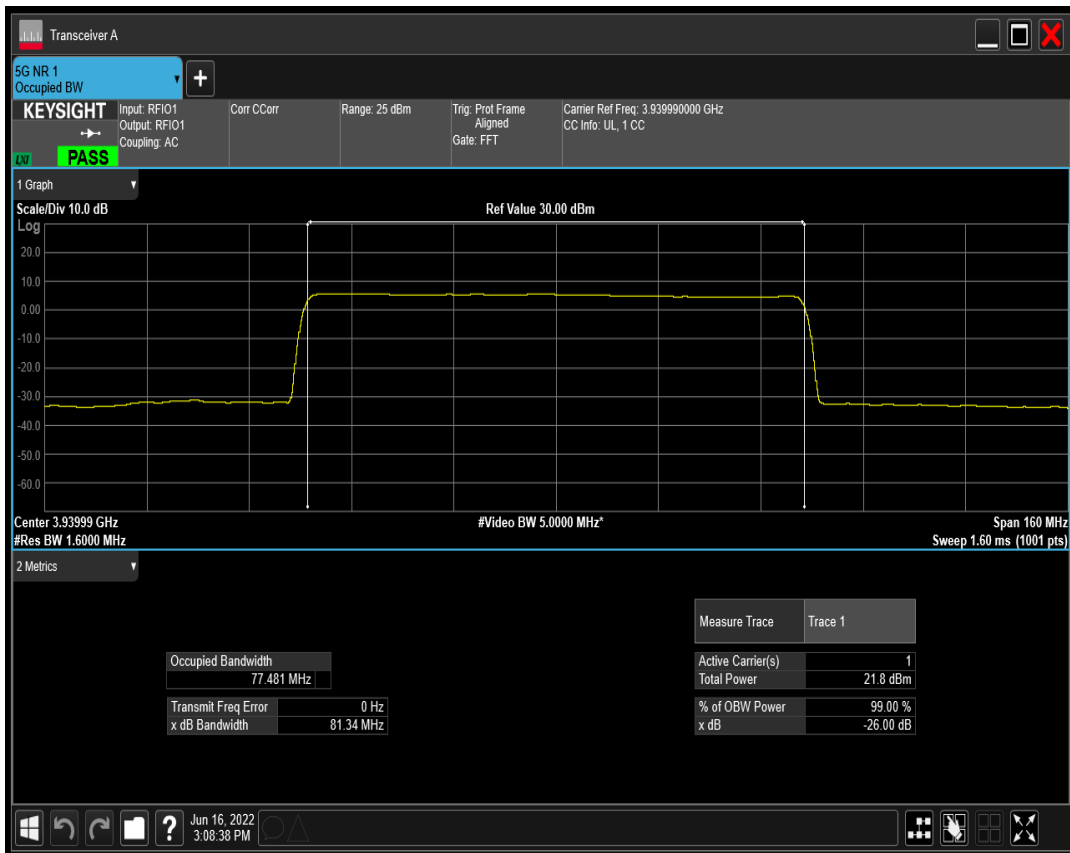 Transceiver A
5G NR 1
Occupied BW
KEYSIGHT
LXI
PASS
Input: RFIO1
Output: RFIO1
Coupling: AC
Corr CCorr
Range: 25 dBm
Trig: Prot Frame
Aligned
Gate: FFT
Carrier Ref Freq: 3.939990000 GHz
CC Info: UL, 1 CC
1 Graph
Scale/Div 10.0 dB
Ref Value 30.00 dBm
Log
20.0
10.0
0.00
-10.0
-20.0
-30.0
-40.0
-50.0
-60.0
Center 3.93999 GHz
#Video BW 5.0000 MHz*
Span 160 MHz
#Res BW 1.6000 MHz
Sweep 1.60 ms (1001 pts)
2 Metrics
Measure Trace Trace 1
Occupied Bandwidth
77.481 MHz
Transmit Freq Error 0 Hz
x dB Bandwidth 81.34 MHz
Active Carrier(s) 1
Total Power 21.8 dBm
% of OBW Power 99.00 %
x dB -26.00 dB
?
Jun 16, 2022
3:08:38 PM